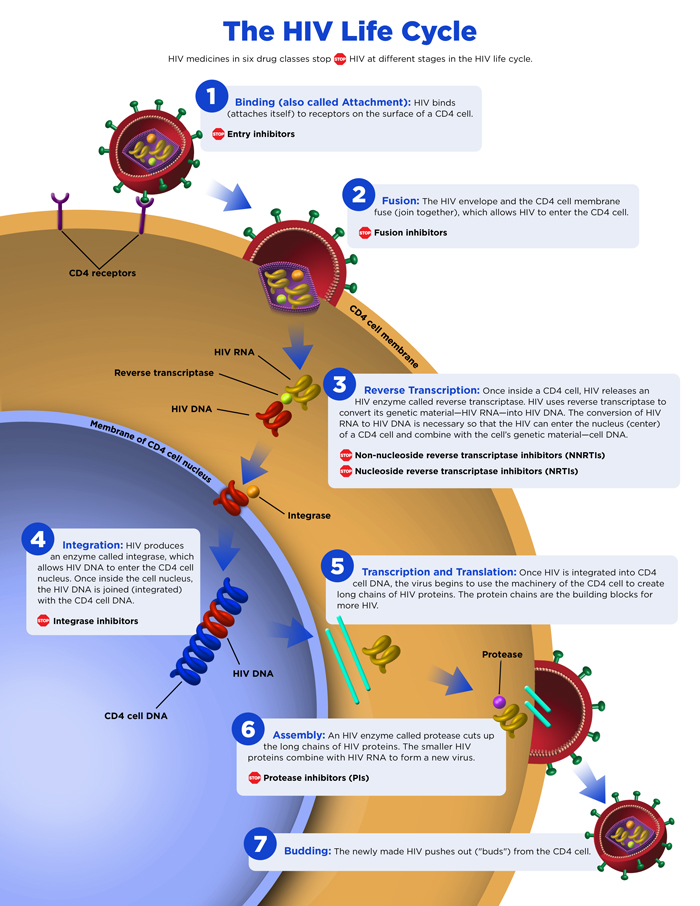 The HIV Life Cycle
HIV medicines in six drug classes stop STOP HIV at different stages in the HIV life cycle.
1
Binding (also called Attachment): HIV binds
(attaches itself) to receptors on the surface of a CD4 cell.
STOP Entry inhibitors
2
Fusion: The HIV envelope and the CD4 cell membrane
fuse (join together), which allows HIV to enter the CD4 cell.
STOP Fusion inhibitors
CD4 receptors
CD4 cell membrane
HIV RNA
Reverse transcriptase
HIV DNA
3
Reverse Transcription: Once inside a CD4 cell, HIV releases an
HIV enzyme called reverse transcriptase. HIV uses reverse transcriptase to
convert its genetic material—HIV RNA—into HIV DNA. The conversion of HIV
RNA to HIV DNA is necessary so that the HIV can enter the nucleus (center)
of a CD4 cell and combine with the cell's genetic material—cell DNA.
STOP Non-nucleoside reverse transcriptase inhibitors (NNRTIs)
STOP Nucleoside reverse transcriptase inhibitors (NRTIs)
Membrane of CD4 cell nucleus
Integrase
4
Integration: HIV produces
an enzyme called integrase, which
allows HIV DNA to enter the CD4 cell
nucleus. Once inside the cell nucleus,
the HIV DNA is joined (integrated)
with the CD4 cell DNA.
STOP Integrase inhibitors
HIV DNA
CD4 cell DNA
5
Transcription and Translation: Once HIV is integrated into CD4
cell DNA, the virus begins to use the machinery of the CD4 cell to create
long chains of HIV proteins. The protein chains are the building blocks for
more HIV.
Protease
6
Assembly: An HIV enzyme called protease cuts up
the long chains of HIV proteins. The smaller HIV
proteins combine with HIV RNA to form a new virus.
STOP Protease inhibitors (PIs)
7
Budding: The newly made HIV pushes out ("buds") from the CD4 cell.